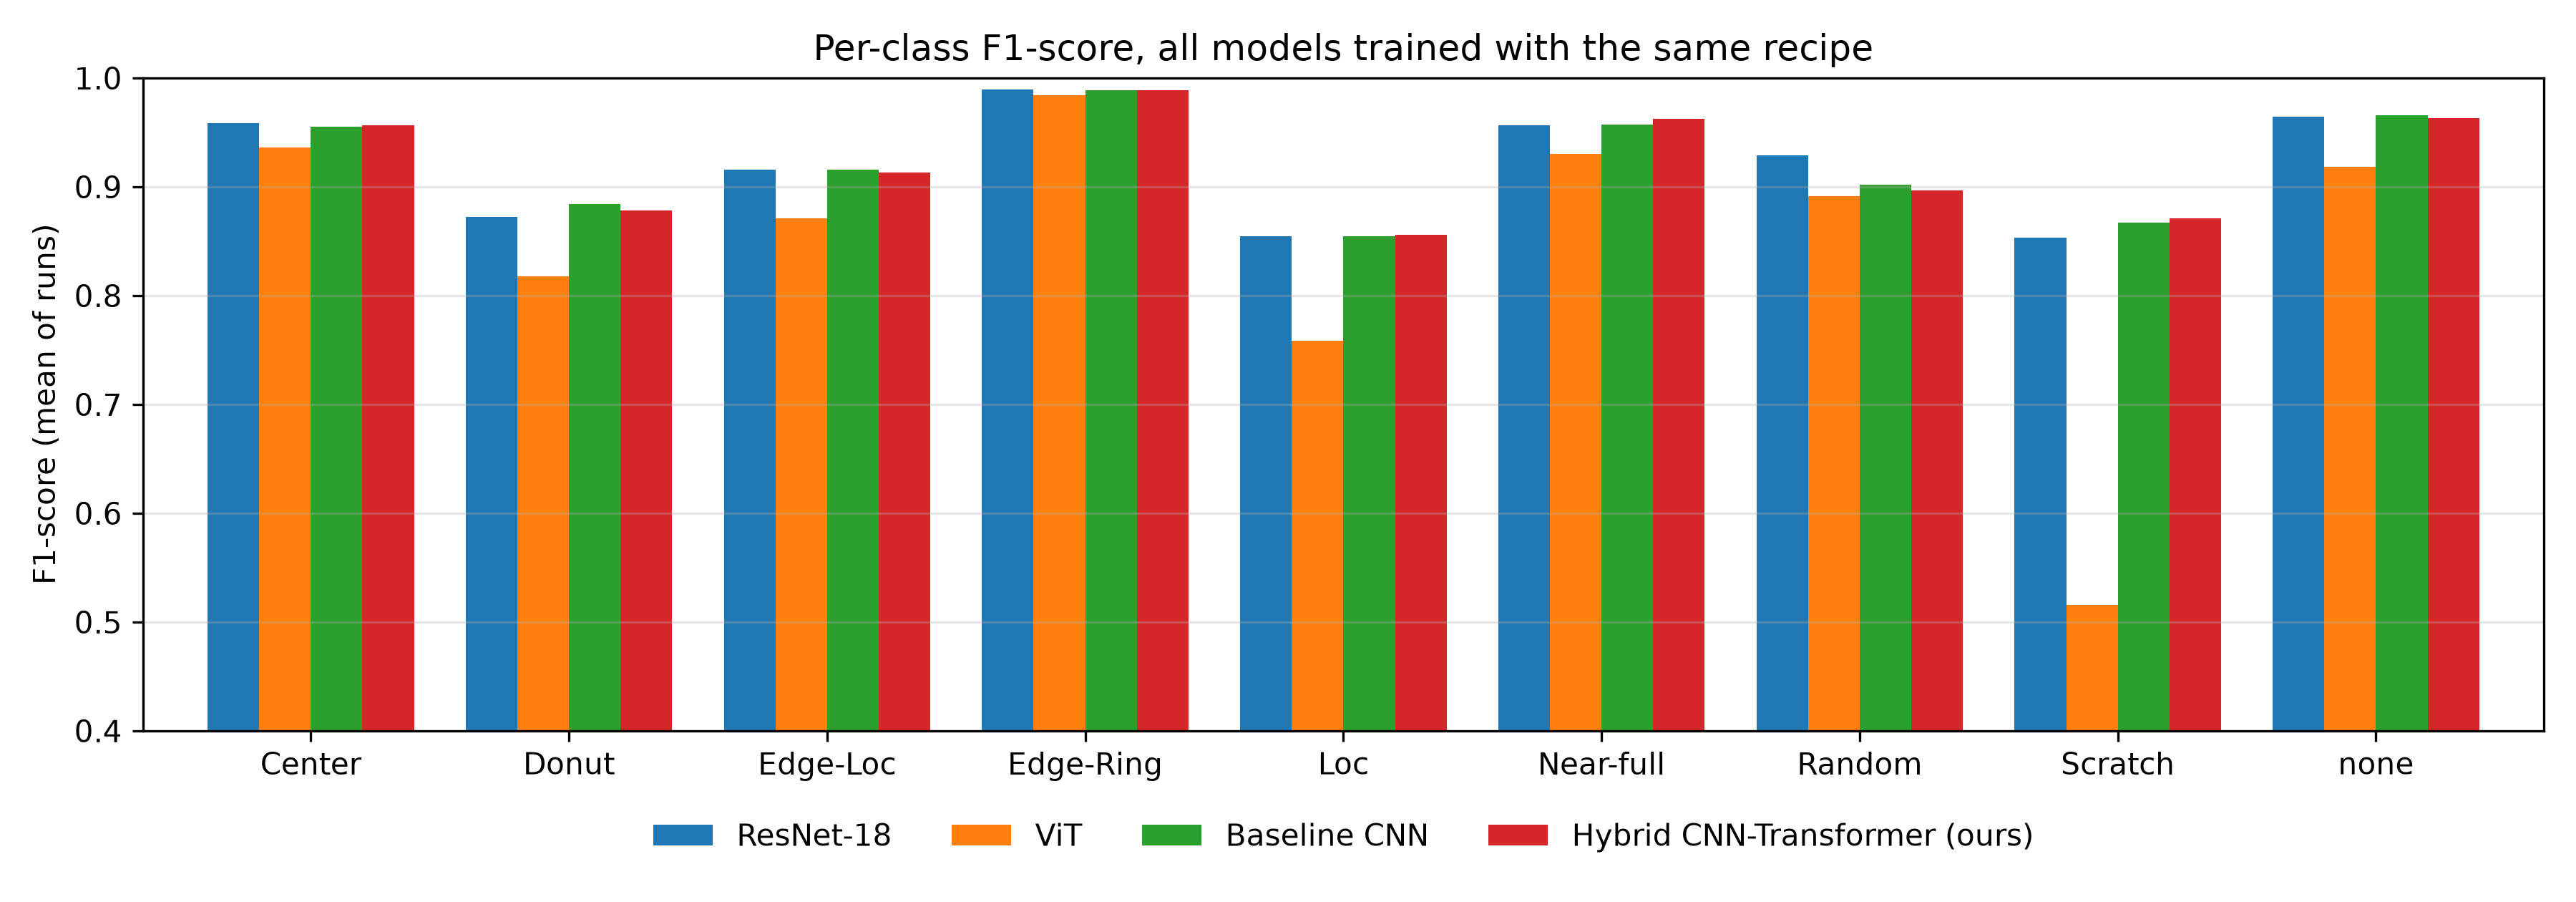 Per-class F1-score, all models trained with the same recipe
F1-score (mean of runs)
1.0
0.9
0.8
0.7
0.6
0.5
0.4
Center Donut Edge-Loc Edge-Ring Loc Near-full Random Scratch none
ResNet-18 ViT Baseline CNN Hybrid CNN-Transformer (ours)